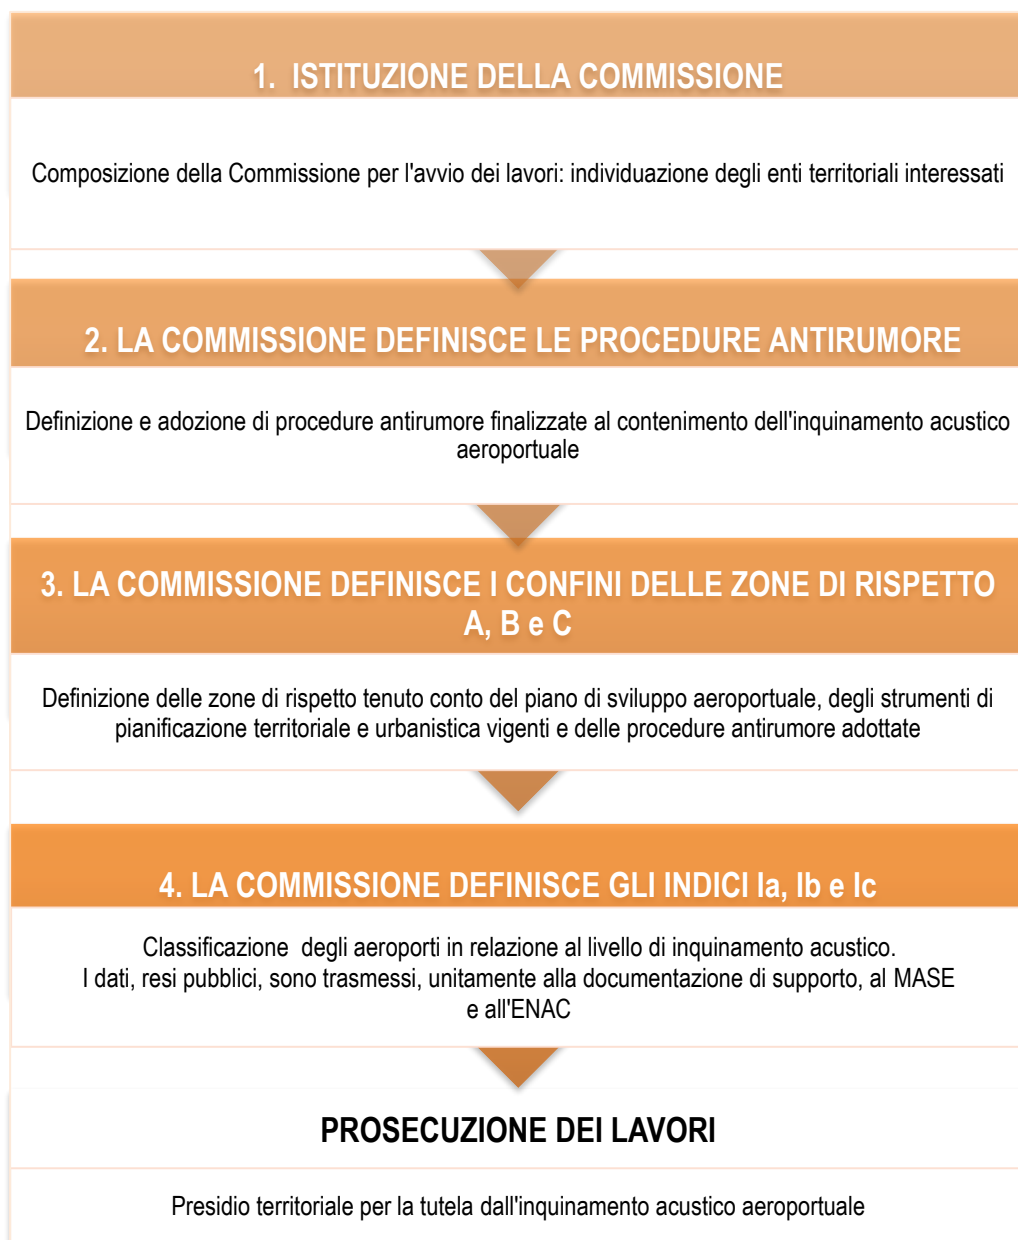 1. ISTITUZIONE DELLA COMMISSIONE
Composizione della Commissione per l'avvio dei lavori: individuazione degli enti territoriali interessati
2. LA COMMISSIONE DEFINISCE LE PROCEDURE ANTIRUMORE
Definizione e adozione di procedure antirumore finalizzate al contenimento dell'inquinamento acustico
aeroportuale
3. LA COMMISSIONE DEFINISCE I CONFINI DELLE ZONE DI RISPETTO
A, B e C
Definizione delle zone di rispetto tenuto conto del piano di sviluppo aeroportuale, degli strumenti di
pianificazione territoriale e urbanistica vigenti e delle procedure antirumore adottate
4. LA COMMISSIONE DEFINISCE GLI INDICI Ia, Ib e Ic
Classificazione degli aeroporti in relazione al livello di inquinamento acustico.
I dati, resi pubblici, sono trasmessi, unitamente alla documentazione di supporto, al MASE
e all'ENAC
PROSECUZIONE DEI LAVORI
Presidio territoriale per la tutela dall'inquinamento acustico aeroportuale